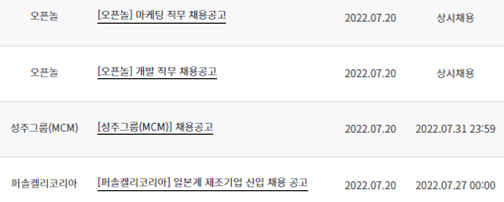 오픈놀 [오픈놀] 마케팅 직무 채용공고 2022.07.20 상시채용
오픈놀 [오픈놀] 개발 직무 채용공고 2022.07.20 상시채용
성주그룹(MCM) [성주그룹(MCM)] 채용공고 2022.07.20 2022.07.31 23:59
퍼솔켈리코리아 [퍼솔켈리코리아] 일본계 제조기업 신입 채용 공고 2022.07.20 2022.07.27 00:00